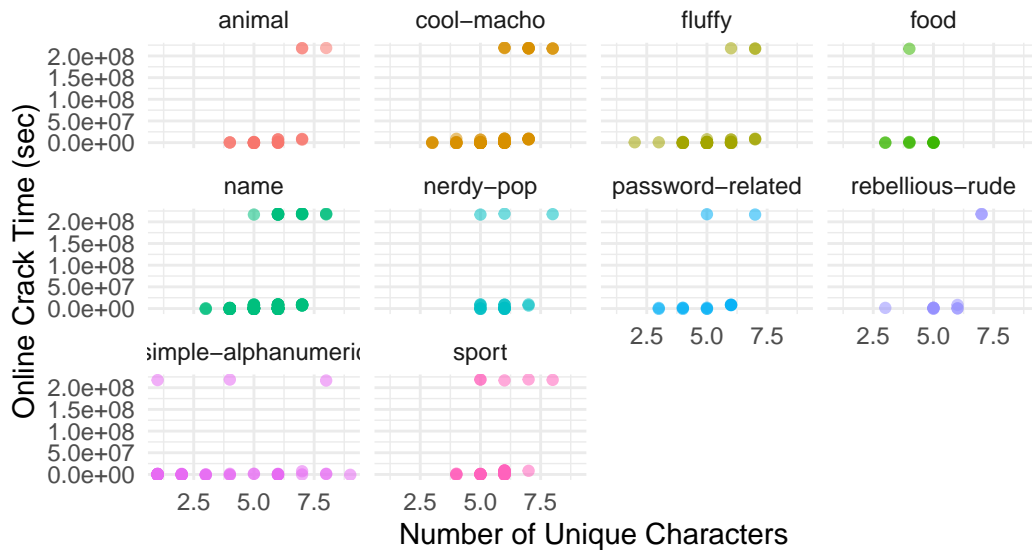 animal cool−macho fluffy food
2.0e+08
1.5e+08
1.0e+08
5.0e+07
0.0e+00
name nerdy−pop password−related rebellious−rude
2.0e+08
1.5e+08
1.0e+08
5.0e+07
0.0e+00
2.5 5.0 7.5 2.5 5.0 7.5
simple−alphanumeric sport
2.0e+08
1.5e+08
1.0e+08
5.0e+07
0.0e+00
2.5 5.0 7.5 2.5 5.0 7.5
Number of Unique Characters
Online Crack Time (sec)